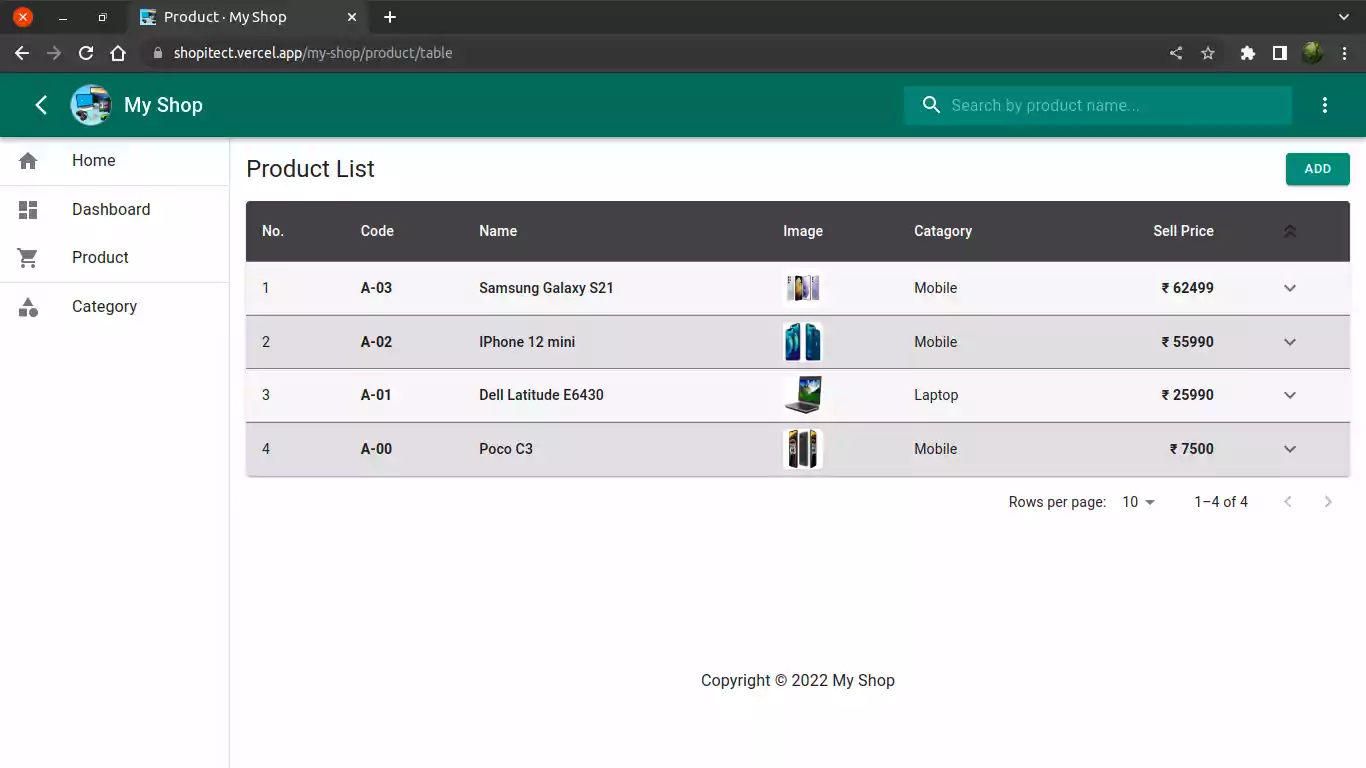 Product · My Shop
shopitect.vercel.app/my-shop/product/table
My Shop
Search by product name...
Home
Dashboard
Product
Category
Product List
ADD
No. Code Name Image Catagory Sell Price
1 A-03 Samsung Galaxy S21 Mobile ₹ 62499
2 A-02 IPhone 12 mini Mobile ₹ 55990
3 A-01 Dell Latitude E6430 Laptop ₹ 25990
4 A-00 Poco C3 Mobile ₹ 7500
Rows per page: 10 1–4 of 4
Copyright © 2022 My Shop